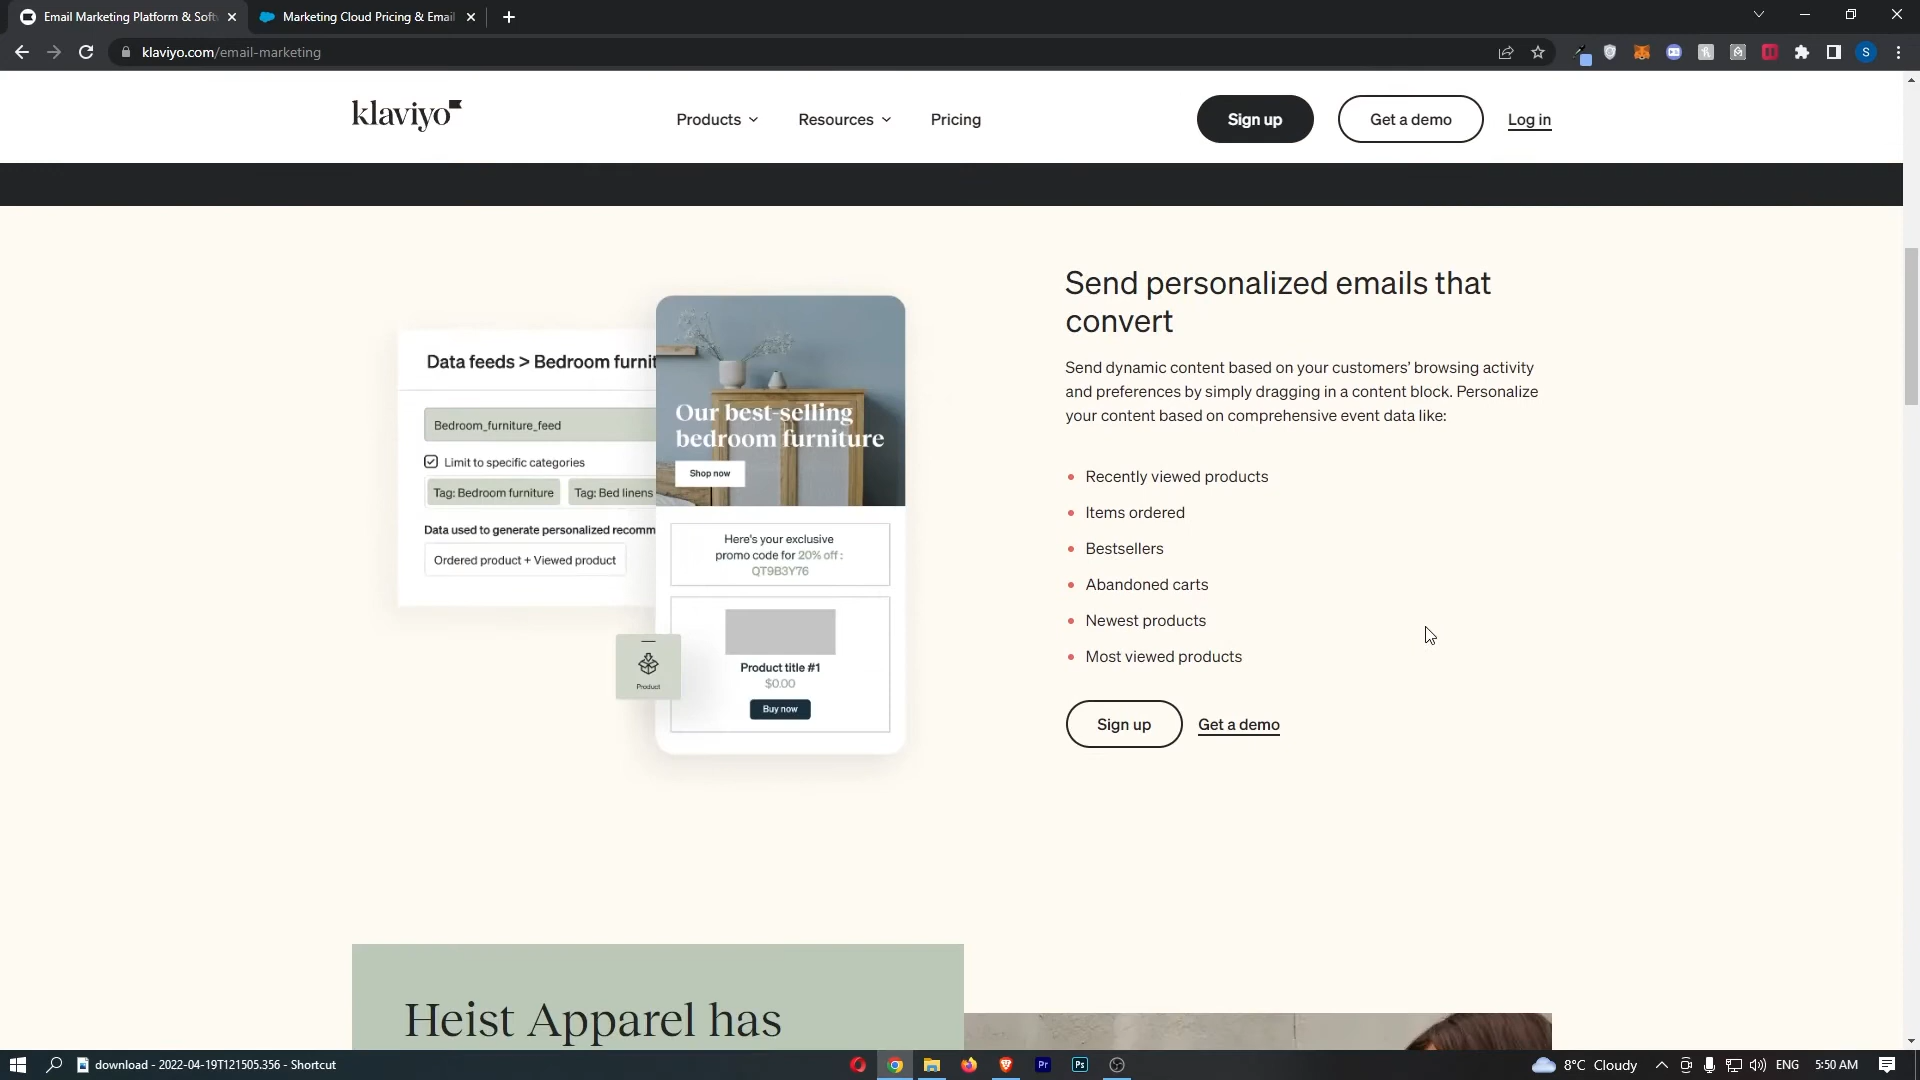 Email Marketing Platform & Soft
Marketing Cloud Pricing & Email
klaviyo.com/email-marketing
S
klaviyo
Products
Resources
Pricing
Sign up
Get a demo
Log in
Data feeds > Bedroom furnit
Bedroom_furniture_feed
Limit to specific categories
Tag: Bedroom furniture
Tag: Bed linens
Data used to generate personalized recomm
Ordered product + Viewed product
Our best-selling
bedroom furniture
Shop now
Here's your exclusive
promo code for 20% off :
QT9B3Y76
Product
Product title #1
$0.00
Buy now
Send personalized emails that
convert
Send dynamic content based on your customers’ browsing activity
and preferences by simply dragging in a content block. Personalize
your content based on comprehensive event data like:
Recently viewed products
Items ordered
Bestsellers
Abandoned carts
Newest products
Most viewed products
Sign up
Get a demo
Heist Apparel has
download - 2022-04-19T121505.356 - Shortcut
Pr
Ps
8°C Cloudy
ENG
5:50 AM